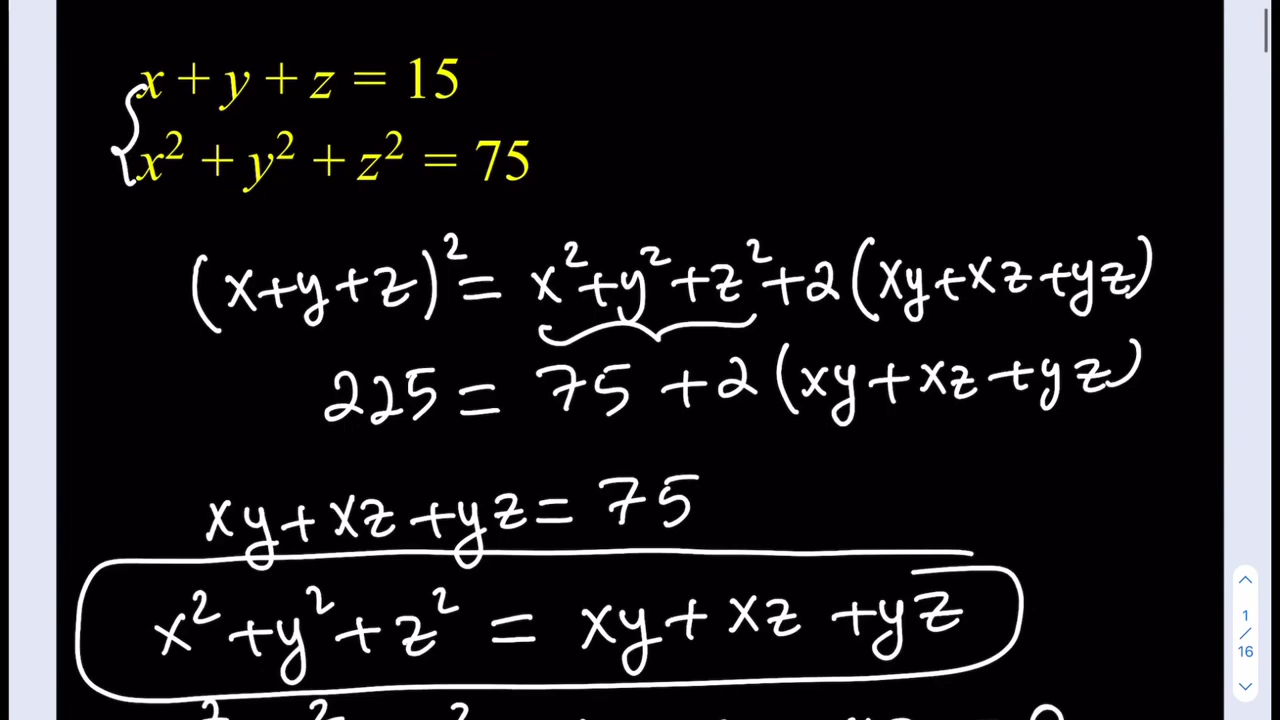 x + y + z = 15
x² + y² + z² = 75
(x+y+z)² = x²+y²+z²+2(xy+xz+yz)
225 = 75 +2(xy+xz+yz)
xy+xz+yz=75
x²+y²+z² = xy+xz+yz
1
/
16